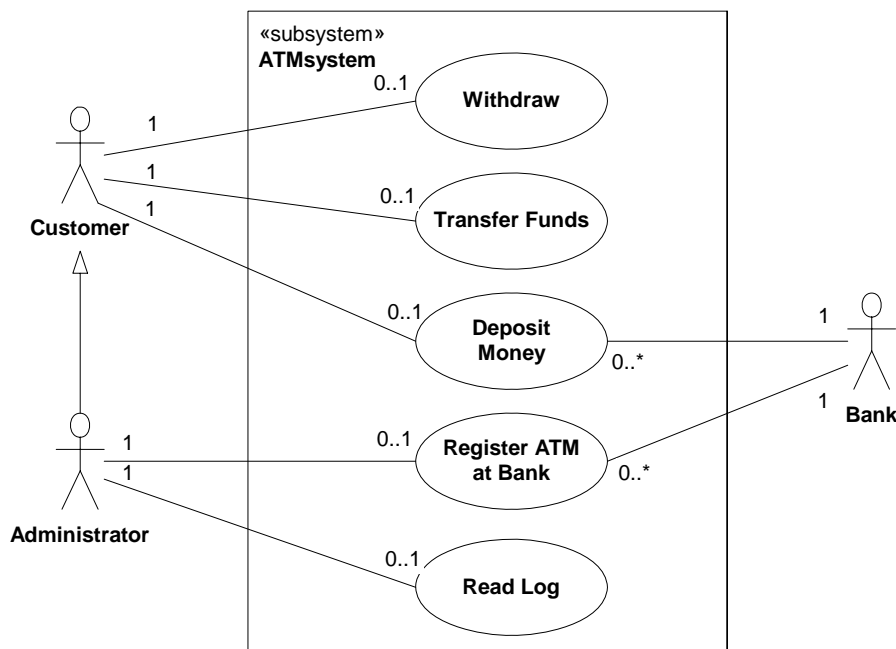 «subsystem»
ATMsystem
0..1
Withdraw
1
1
0..1
Transfer Funds
1
Customer
0..1
Deposit
Money
1
0..*
1
Bank
1
0..1
Register ATM
at Bank
0..*
1
Administrator
0..1
Read Log